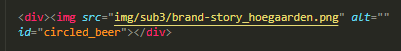 <div><img src="img/sub3/brand-story_hoegaarden.png" alt=""
id="circled_beer"></div>